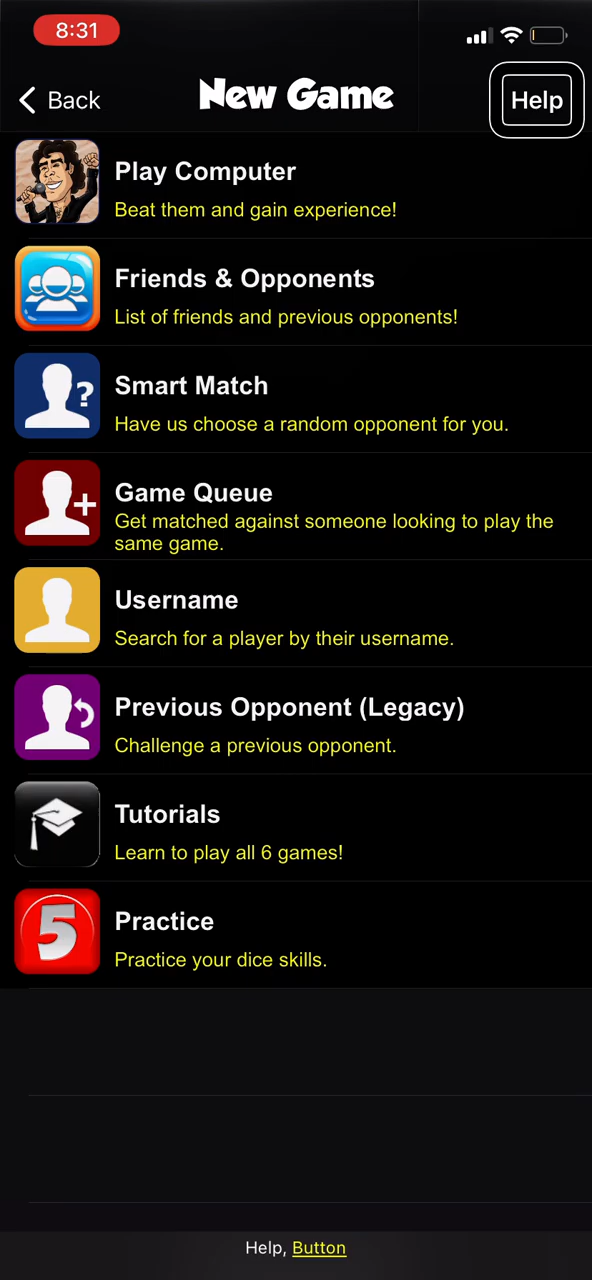 8:31
Back
New Game
Help
Play Computer
Beat them and gain experience!
Friends & Opponents
List of friends and previous opponents!
?
Smart Match
Have us choose a random opponent for you.
+
Game Queue
Get matched against someone looking to play the
same game.
Username
Search for a player by their username.
Previous Opponent (Legacy)
Challenge a previous opponent.
Tutorials
Learn to play all 6 games!
5
Practice
Practice your dice skills.
Help, Button